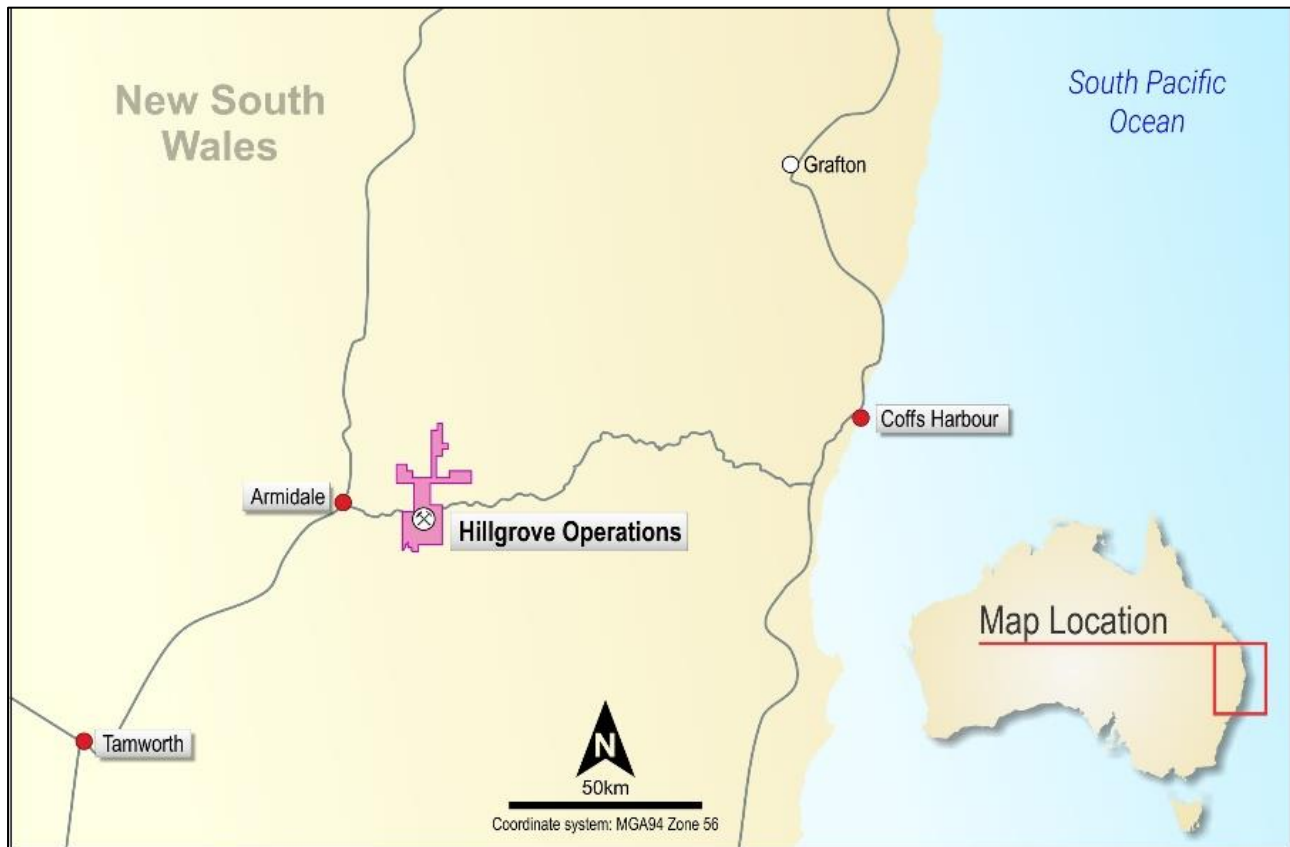 New South
Wales
South Pacific
Ocean
Grafton
Coffs Harbour
Armidale
Hillgrove Operations
Map Location
Tamworth
N
50km
Coordinate system: MGA94 Zone 56